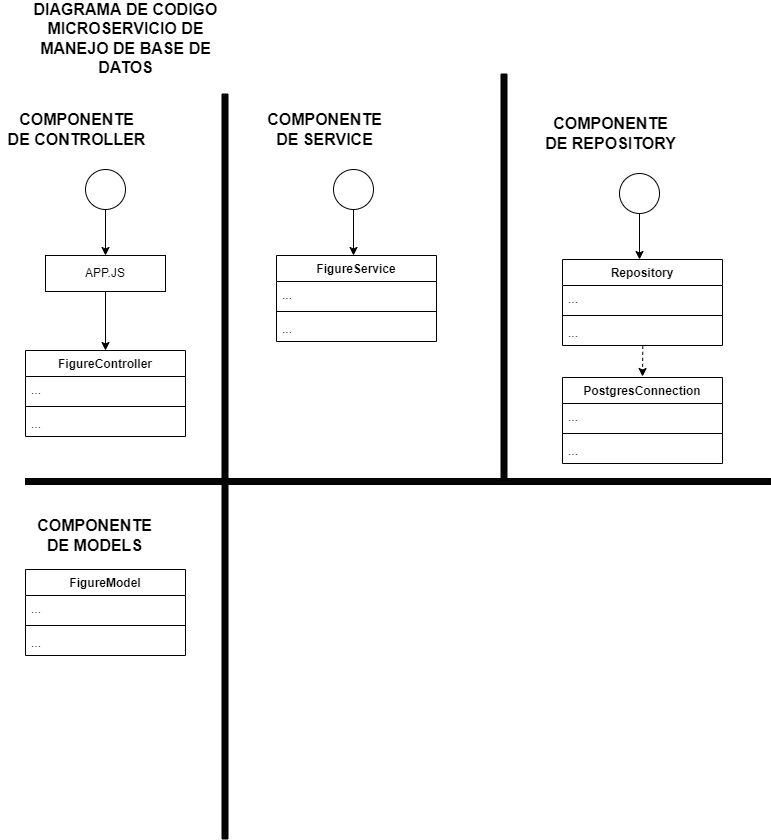 DIAGRAMA DE CODIGO
MICROSERVICIO DE
MANEJO DE BASE DE
DATOS
COMPONENTE
DE CONTROLLER
APP.JS
FigureController
...
...
COMPONENTE
DE SERVICE
FigureService
...
...
COMPONENTE
DE REPOSITORY
Repository
...
...
PostgresConnection
...
...
COMPONENTE
DE MODELS
FigureModel
...
...